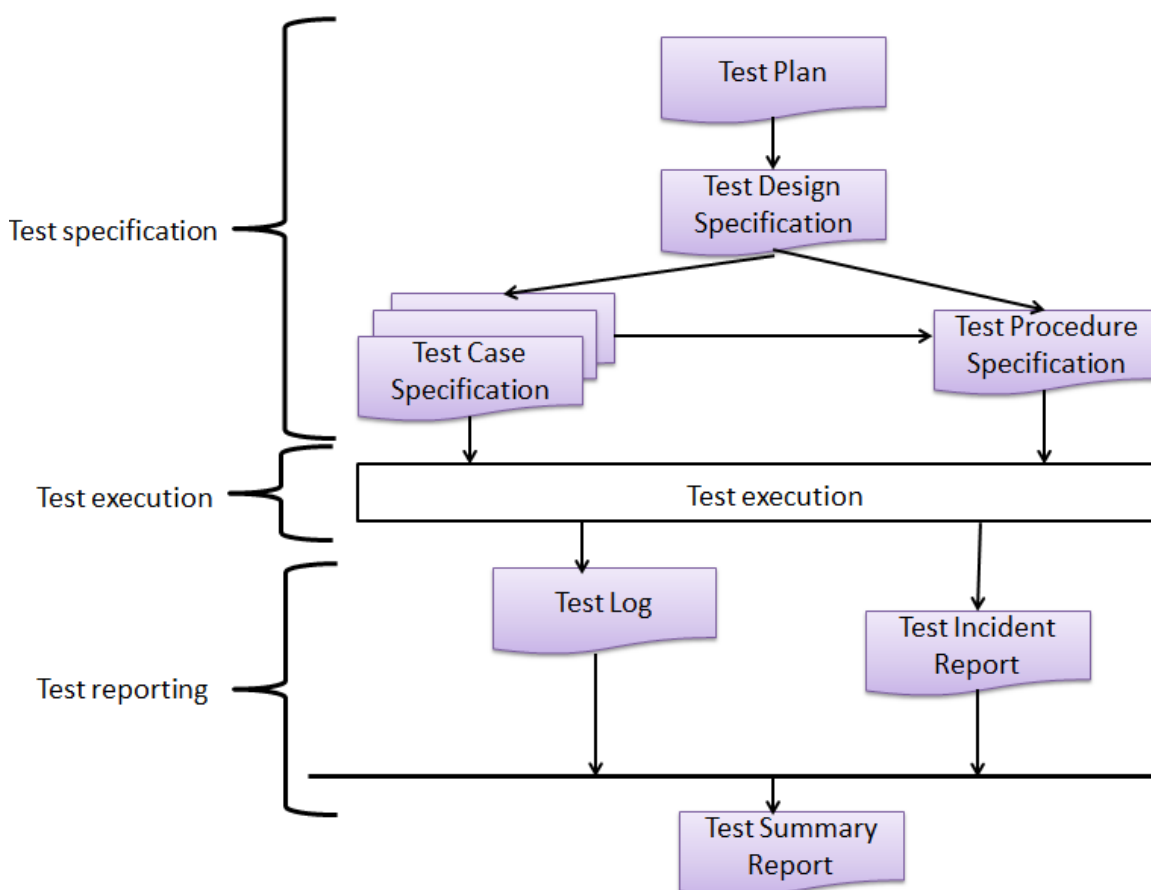 Test Plan
Test Design
Specification
Test specification
Test Case
Specification
Test Procedure
Specification
Test execution
Test execution
Test Log
Test Incident
Report
Test reporting
Test Summary
Report